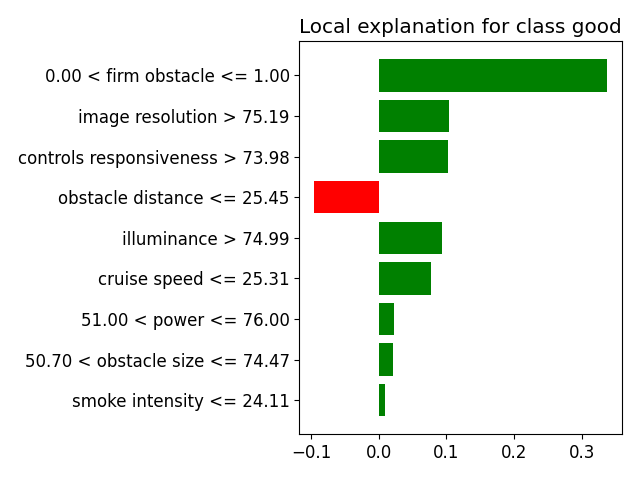 Local explanation for class good
0.00 < firm obstacle <= 1.00
image resolution > 75.19
controls responsiveness > 73.98
obstacle distance <= 25.45
illuminance > 74.99
cruise speed <= 25.31
51.00 < power <= 76.00
50.70 < obstacle size <= 74.47
smoke intensity <= 24.11
−0.1 0.0 0.1 0.2 0.3